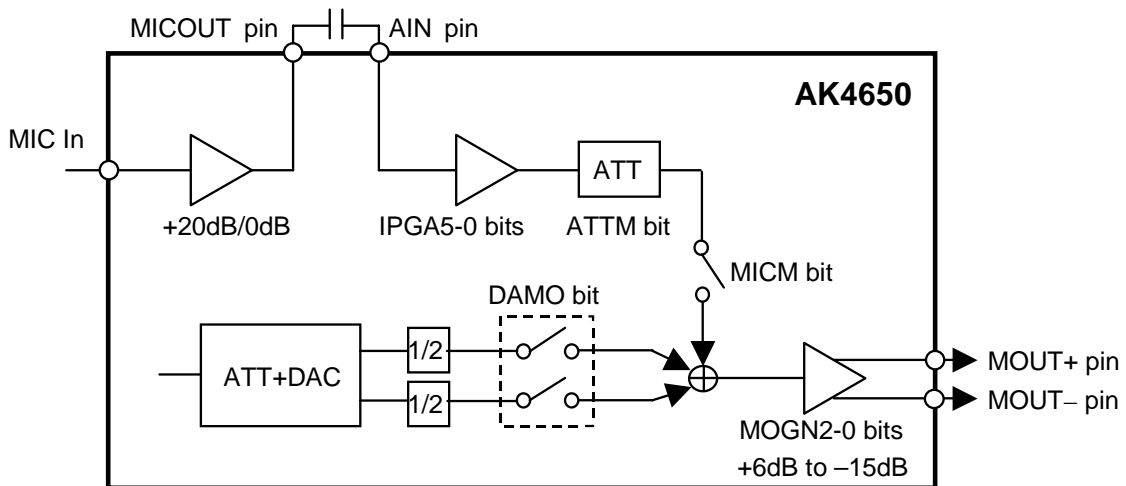 MICOUT pin
AIN pin
AK4650
MIC In
ATT
+20dB/0dB
IPGA5-0 bits
ATTM bit
MICM bit
DAMO bit
ATT+DAC
1/2
1/2
MOUT+ pin
MOUT− pin
MOGN2-0 bits
+6dB to –15dB